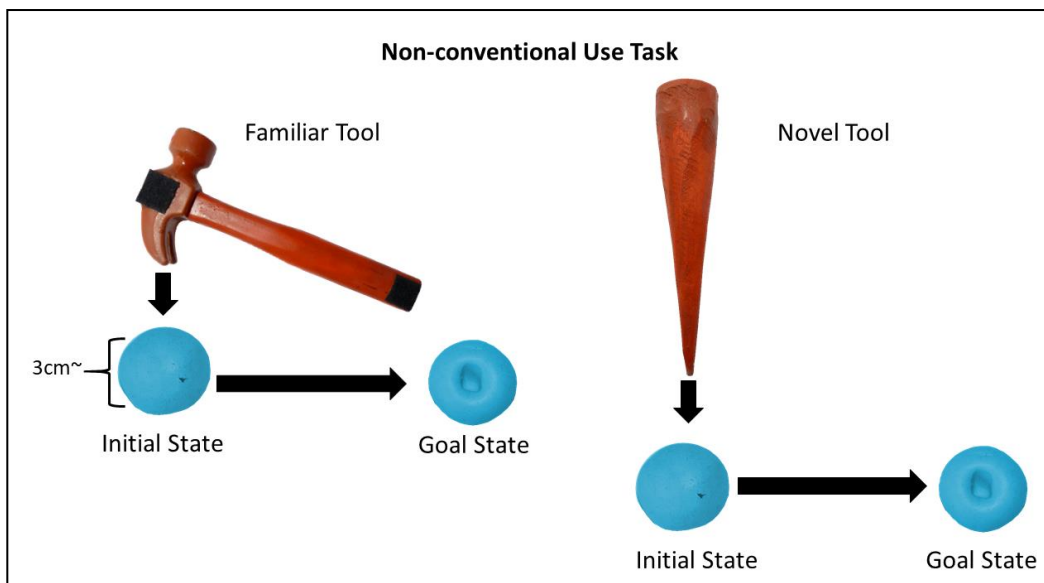 Non-conventional Use Task
Familiar Tool
Novel Tool
3cm~
Initial State
Goal State
Initial State
Goal State